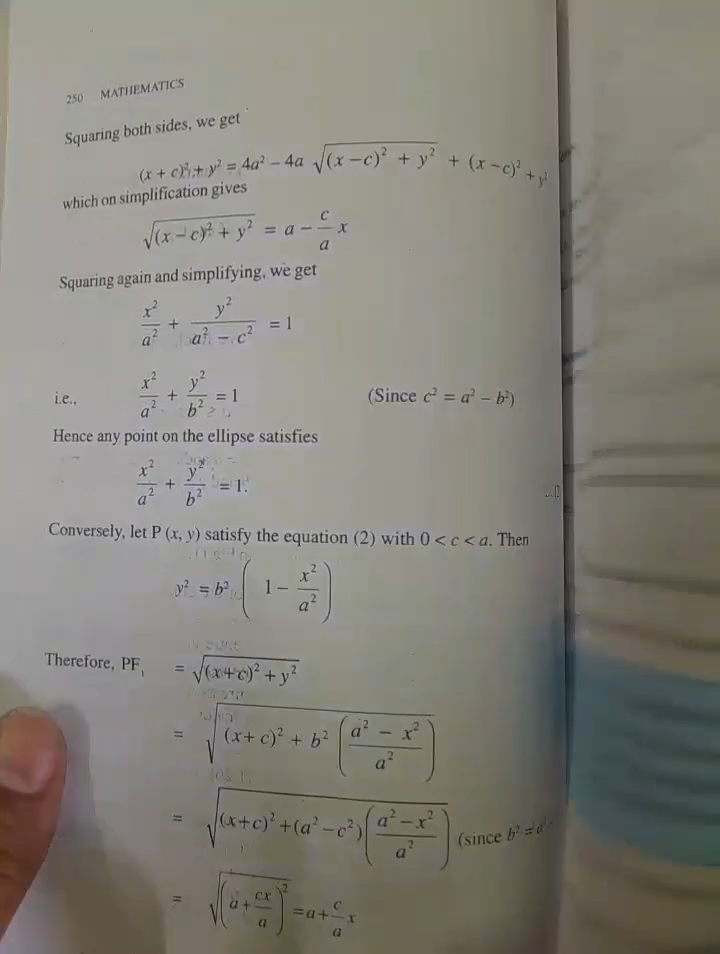 250 MATHEMATICS
Squaring both sides, we get
(x + c)² + y² = 4a² – 4a √((x – c)² + y²) + (x – c)² + y²
which on simplification gives
√((x – c)² + y²) = a – c/a x
Squaring again and simplifying, we get
x²/a² + y²/(a² – c²) = 1
i.e., x²/a² + y²/b² = 1 (Since c² = a² – b²)
Hence any point on the ellipse satisfies
x²/a² + y²/b² = 1.
Conversely, let P (x, y) satisfy the equation (2) with 0 < c < a. Then
y² = b² (1 – x²/a²)
Therefore, PF₁ = √((x + c)² + y²)
= √((x + c)² + b² ((a² – x²)/a²))
= √((x + c)² + (a² – c²) ((a² – x²)/a²)) (since b² = a²
= √((a + cx/a)²) = a + c/a x